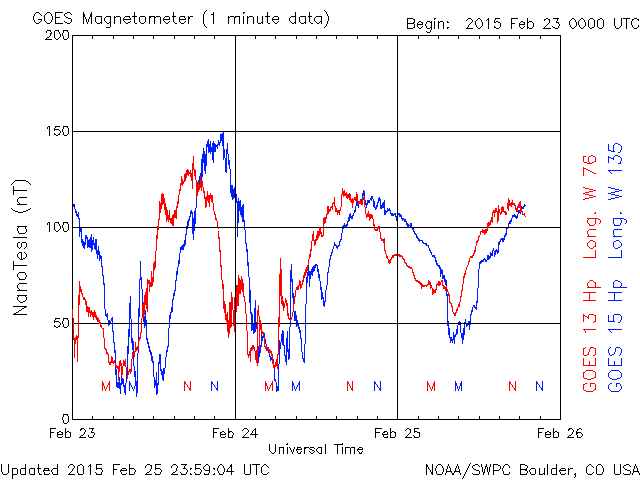 GOES Magnetometer (1 minute data)
Begin: 2015 Feb 23 0000 UTC
200
150
100
50
0
NanoTesla (nT)
M M N N M M N N M M N N
Feb 23 Feb 24 Feb 25 Feb 26
Universal Time
GOES 13 Hp Long. W 76
GOES 15 Hp Long. W 135
Updated 2015 Feb 25 23:59:04 UTC
NOAA/SWPC Boulder, CO USA